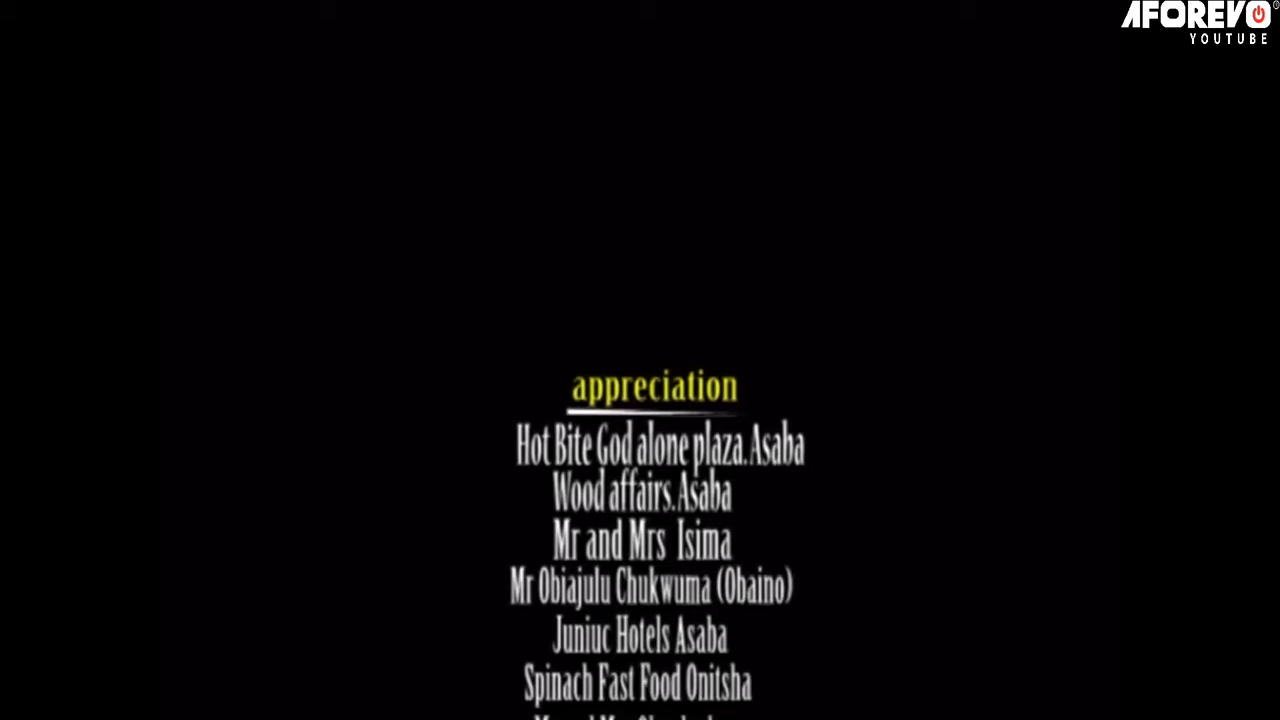 AFOREVO
YOUTUBE
appreciation
Hot Bite God alone plaza.Asaba
Wood affairs.Asaba
Mr and Mrs Isima
Mr Obiajulu Chukwuma (Obaino)
Juniuc Hotels Asaba
Spinach Fast Food Onitsha